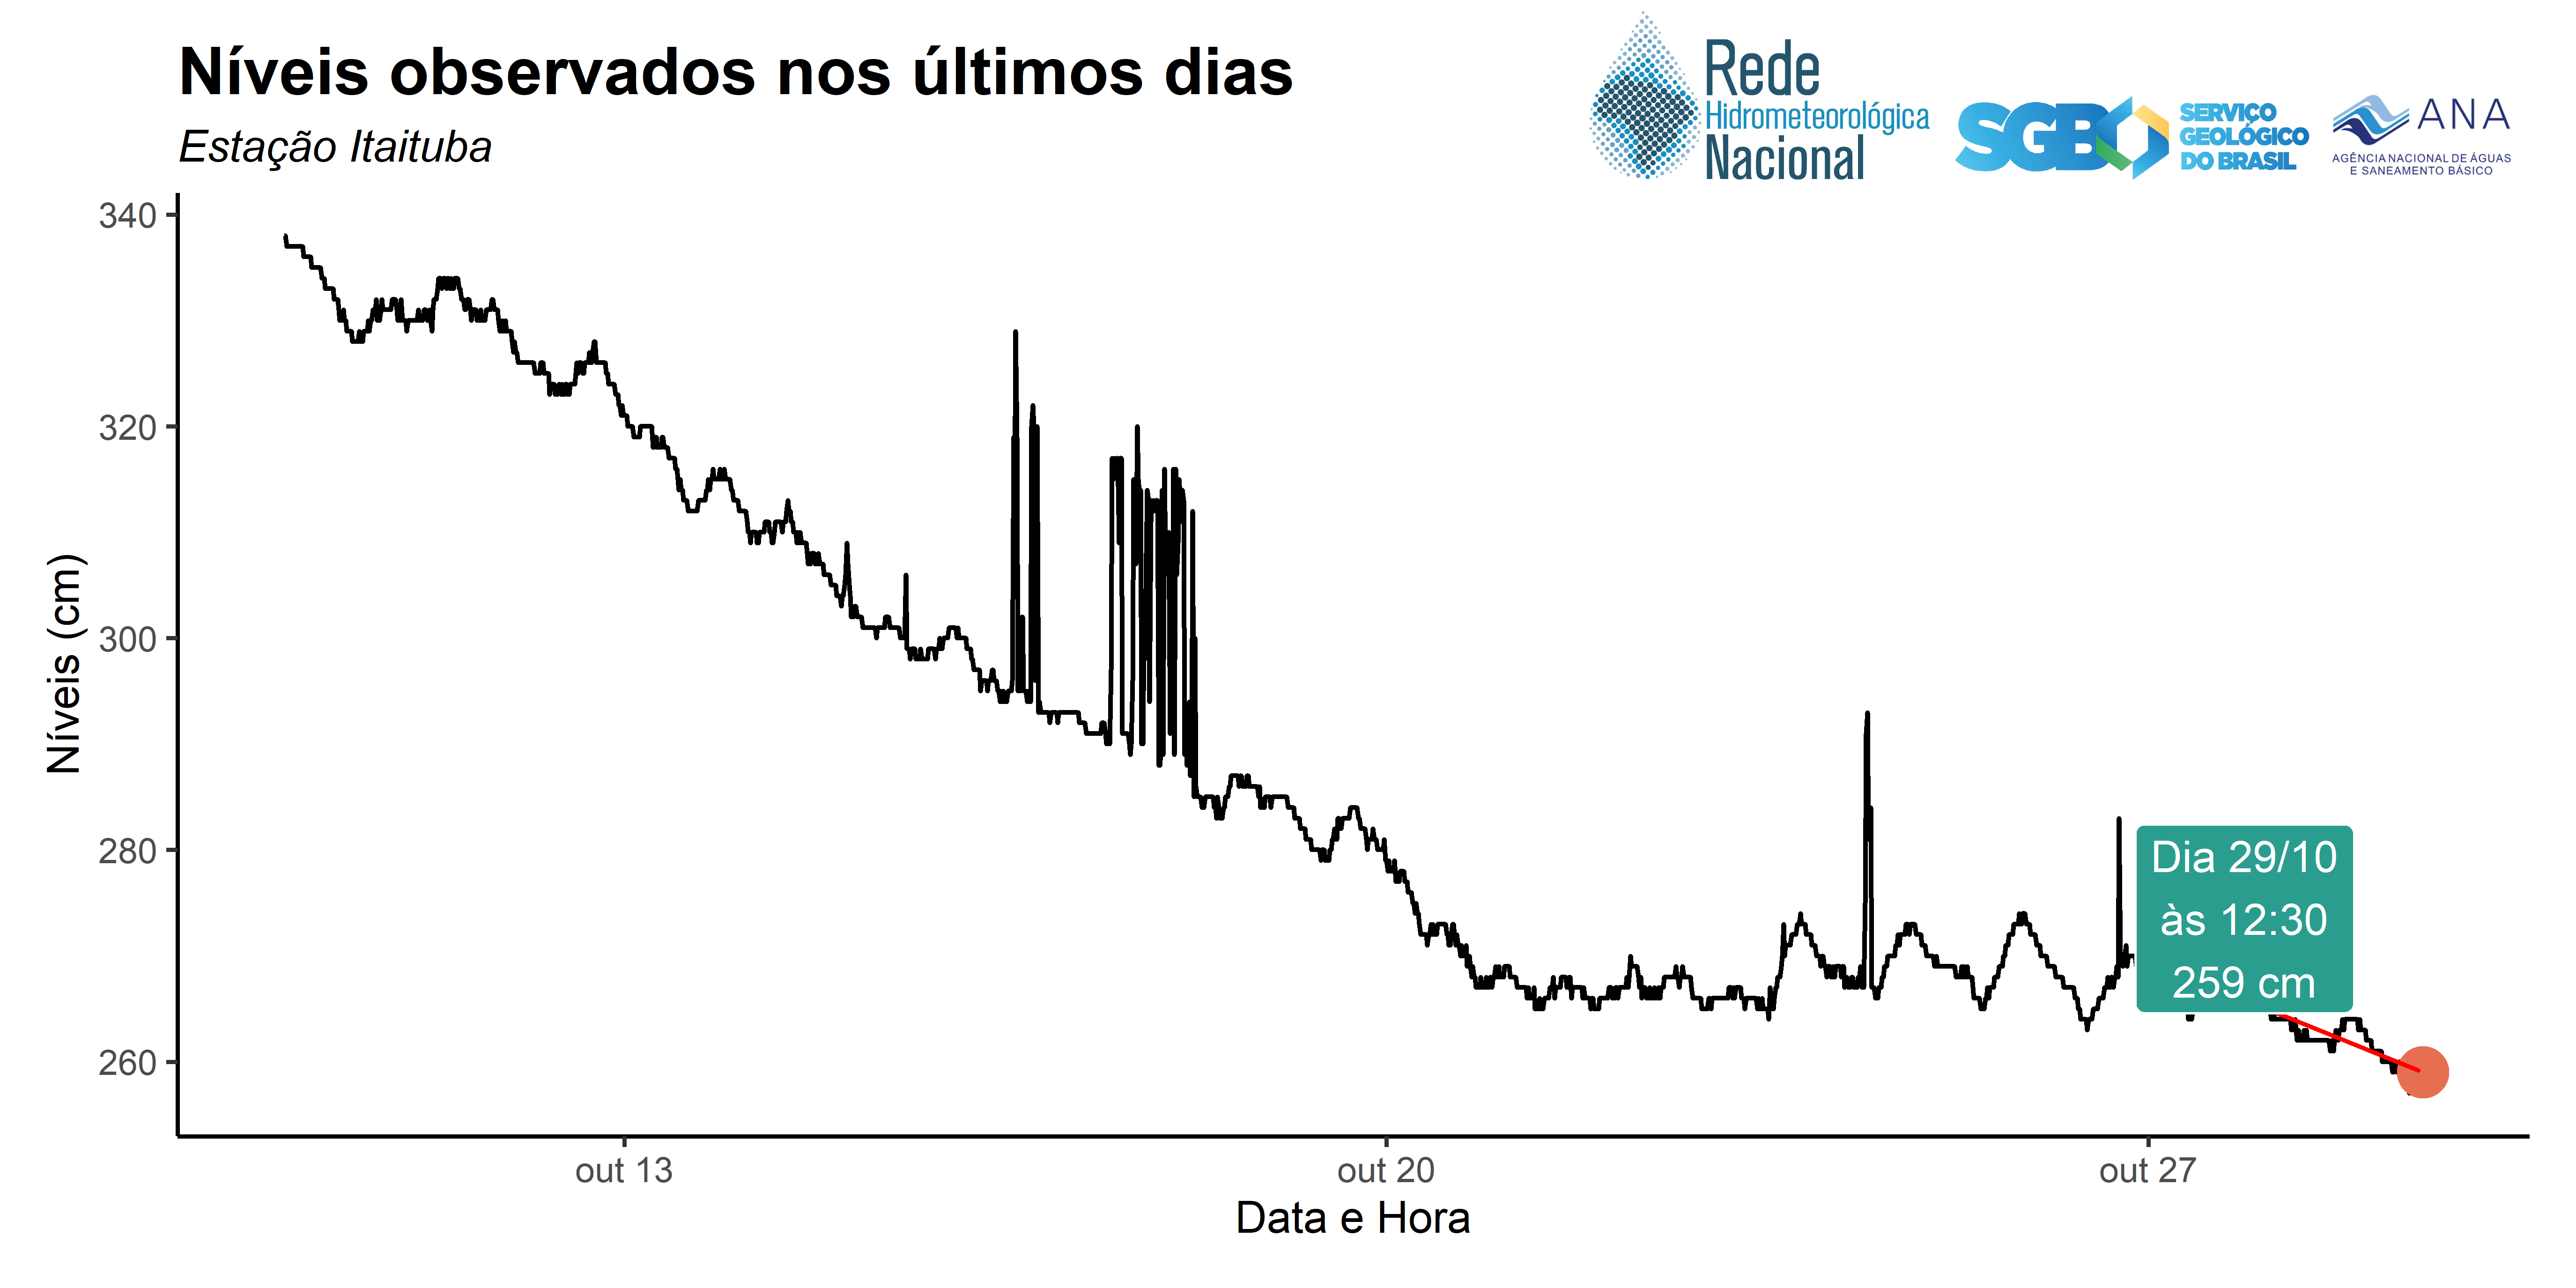 Níveis observados nos últimos dias
Estação Itaituba
Rede
Hidrometeorológica
Nacional
SGB
SERVIÇO
GEOLÓGICO
DO BRASIL
ANA
AGÊNCIA NACIONAL DE ÁGUAS
E SANEAMENTO BÁSICO
Níveis (cm)
340
320
300
280
260
Dia 29/10
às 12:30
259 cm
out 13
out 20
out 27
Data e Hora